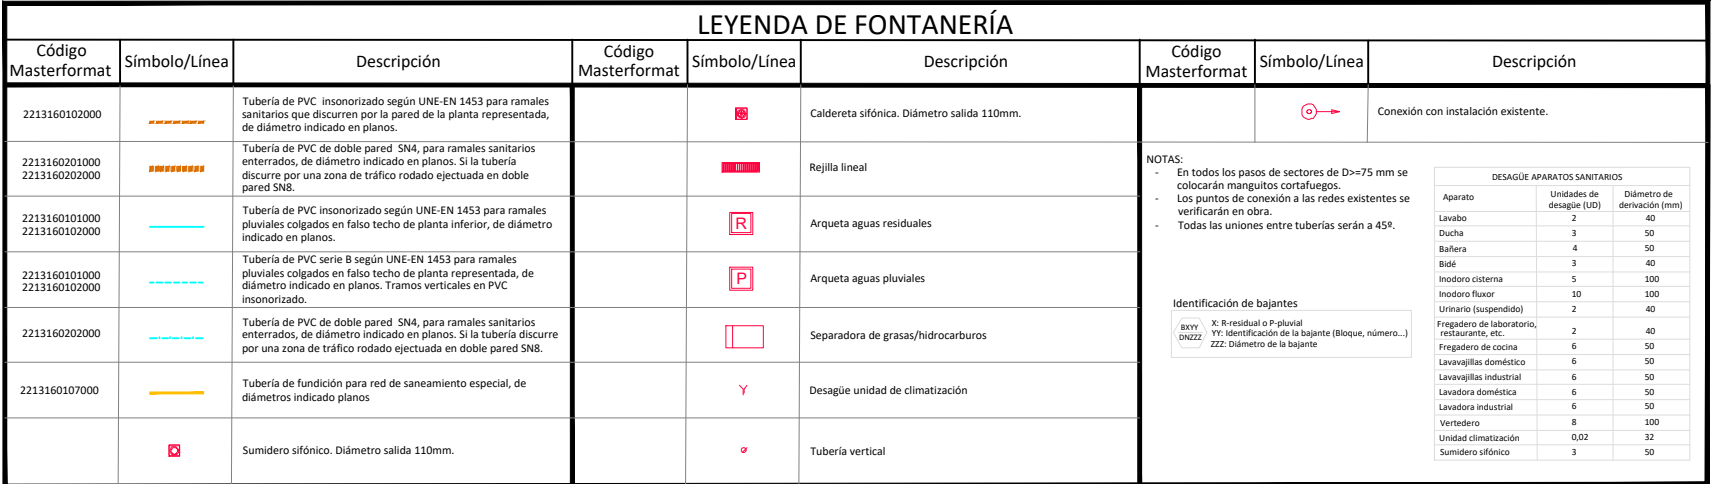 LEYENDA DE FONTANERÍA
Código
Masterformat
Símbolo/Línea
Descripción
Código
Masterformat
Símbolo/Línea
Descripción
Código
Masterformat
Símbolo/Línea
Descripción
2213160102000
Tubería de PVC insonorizado según UNE-EN 1453 para ramales
sanitarios que discurren por la pared de la planta representada,
de diámetro indicado en planos.
2213160201000
2213160202000
Tubería de PVC de doble pared SN4, para ramales sanitarios
enterrados, de diámetro indicado en planos. Si la tubería
discurre por una zona de tráfico rodado ejectuada en doble
pared SN8.
2213160101000
2213160102000
Tubería de PVC insonorizado según UNE-EN 1453 para ramales
pluviales colgados en falso techo de planta inferior, de diámetro
indicado en planos.
2213160101000
2213160102000
Tubería de PVC serie B según UNE-EN 1453 para ramales
pluviales colgados en falso techo de planta representada, de
diámetro indicado en planos. Tramos verticales en PVC
insonorizado.
2213160202000
Tubería de PVC de doble pared SN4, para ramales sanitarios
enterrados, de diámetro indicado en planos. Si la tubería discurre
por una zona de tráfico rodado ejectuada en doble pared SN8.
2213160107000
Tubería de fundición para red de saneamiento especial, de
diámetros indicado planos
Sumidero sifónico. Diámetro salida 110mm.
Caldereta sifónica. Diámetro salida 110mm.
Rejilla lineal
R
Arqueta aguas residuales
P
Arqueta aguas pluviales
Separadora de grasas/hidrocarburos
Desagüe unidad de climatización
Tubería vertical
Conexión con instalación existente.
NOTAS:
- En todos los pasos de sectores de D>=75 mm se
colocarán manguitos cortafuegos.
- Los puntos de conexión a las redes existentes se
verificarán en obra.
- Todas las uniones entre tuberías serán a 45º.
Identificación de bajantes
BXYY
DNZZZ
X: R-residual o P-pluvial
YY: Identificación de la bajante (Bloque, número...)
ZZZ: Diámetro de la bajante
DESAGÜE APARATOS SANITARIOS
Aparato
Unidades de
desagüe (UD)
Diámetro de
derivación (mm)
Lavabo 2 40
Ducha 3 50
Bañera 4 50
Bidé 3 40
Inodoro cisterna 5 100
Inodoro fluxor 10 100
Urinario (suspendido) 2 40
Fregadero de laboratorio,
restaurante, etc. 2 40
Fregadero de cocina 6 50
Lavavajillas doméstico 6 50
Lavavajillas industrial 6 50
Lavadora doméstica 6 50
Lavadora industrial 6 50
Vertedero 8 100
Unidad climatización 0,02 32
Sumidero sifónico 3 50